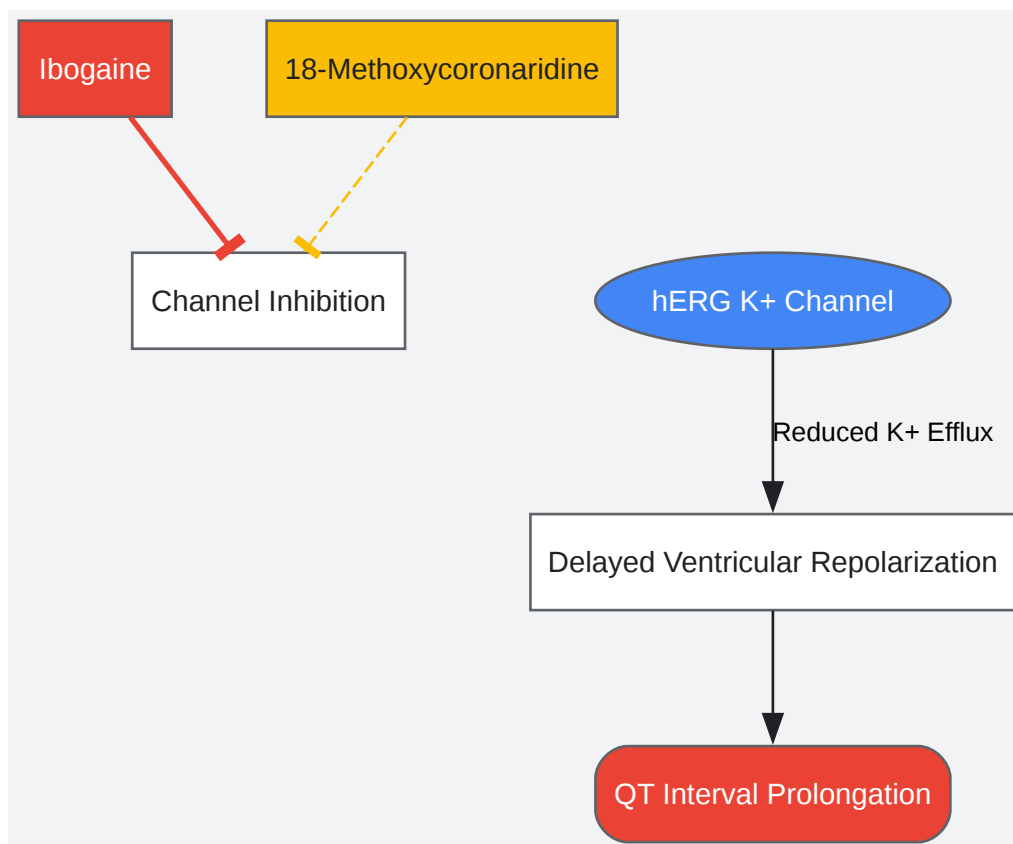 Ibogaine
18-Methoxycoronaridine
Channel Inhibition
hERG K+ Channel
Reduced K+ Efflux
Delayed Ventricular Repolarization
QT Interval Prolongation